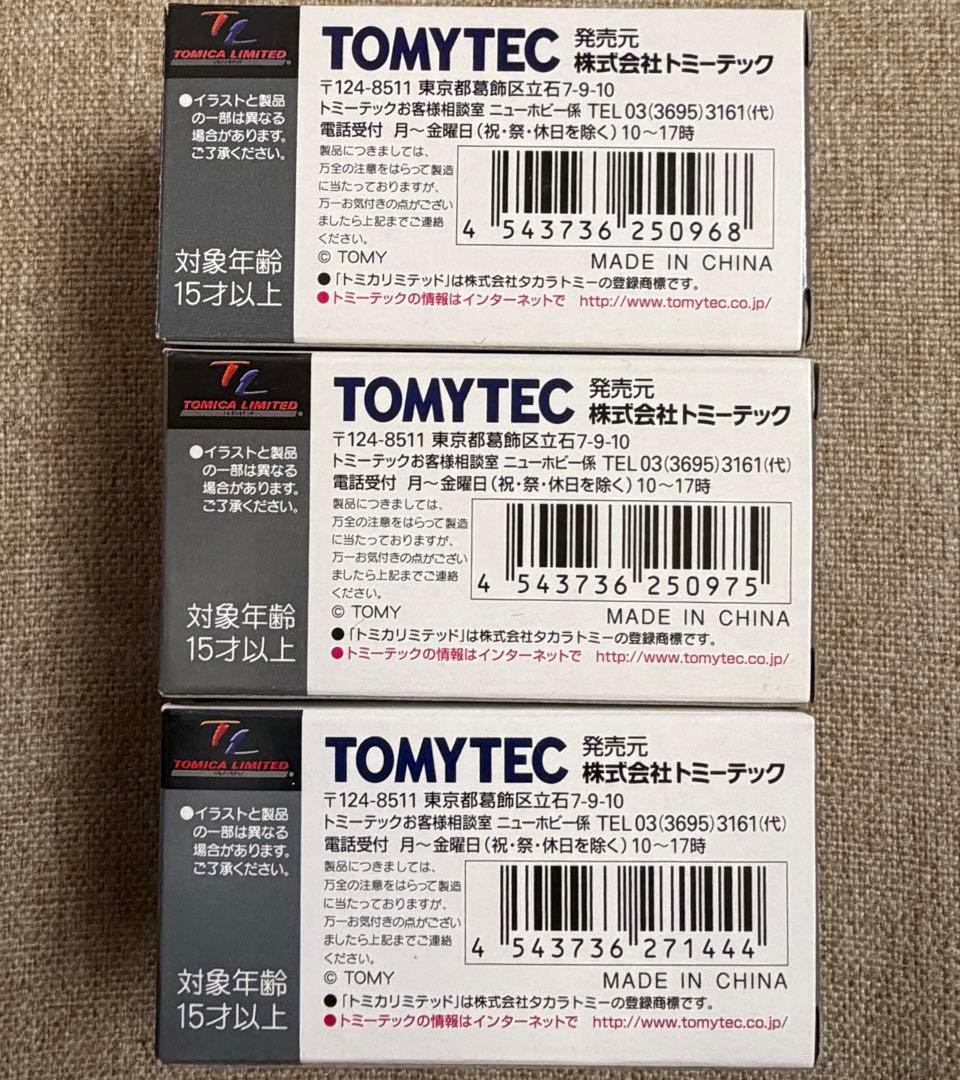 TL
TOMICA LIMITED
●イラストと製品
の一部は異なる
場合があります。
ご了承ください。
対象年齢
15才以上
TOMYTEC 発売元
株式会社トミーテック
〒124-8511 東京都葛飾区立石7-9-10
トミーテックお客様相談室 ニューホビー係 TEL 03(3695)3161(代)
電話受付 月〜金曜日(祝・祭・休日を除く)10〜17時
製品につきましては、
万全の注意をはらって製造
に当たっておりますが、
万一お気付きの点がござい
ましたら上記までご連絡
ください。
4 543736 250968
© TOMY
MADE IN CHINA
●「トミカリミテッド」は株式会社タカラトミーの登録商標です。
●トミーテックの情報はインターネットで http://www.tomytec.co.jp/
TL
TOMICA LIMITED
●イラストと製品
の一部は異なる
場合があります。
ご了承ください。
対象年齢
15才以上
TOMYTEC 発売元
株式会社トミーテック
〒124-8511 東京都葛飾区立石7-9-10
トミーテックお客様相談室 ニューホビー係 TEL 03(3695)3161(代)
電話受付 月〜金曜日(祝・祭・休日を除く)10〜17時
製品につきましては、
万全の注意をはらって製造
に当たっておりますが、
万一お気付きの点がござい
ましたら上記までご連絡
ください。
4 543736 250975
© TOMY
MADE IN CHINA
●「トミカリミテッド」は株式会社タカラトミーの登録商標です。
●トミーテックの情報はインターネットで http://www.tomytec.co.jp/
TL
TOMICA LIMITED
●イラストと製品
の一部は異なる
場合があります。
ご了承ください。
対象年齢
15才以上
TOMYTEC 発売元
株式会社トミーテック
〒124-8511 東京都葛飾区立石7-9-10
トミーテックお客様相談室 ニューホビー係 TEL 03(3695)3161(代)
電話受付 月〜金曜日(祝・祭・休日を除く)10〜17時
製品につきましては、
万全の注意をはらって製造
に当たっておりますが、
万一お気付きの点がござい
ましたら上記までご連絡
ください。
4 543736 271444
© TOMY
MADE IN CHINA
●「トミカリミテッド」は株式会社タカラトミーの登録商標です。
●トミーテックの情報はインターネットで http://www.tomytec.co.jp/